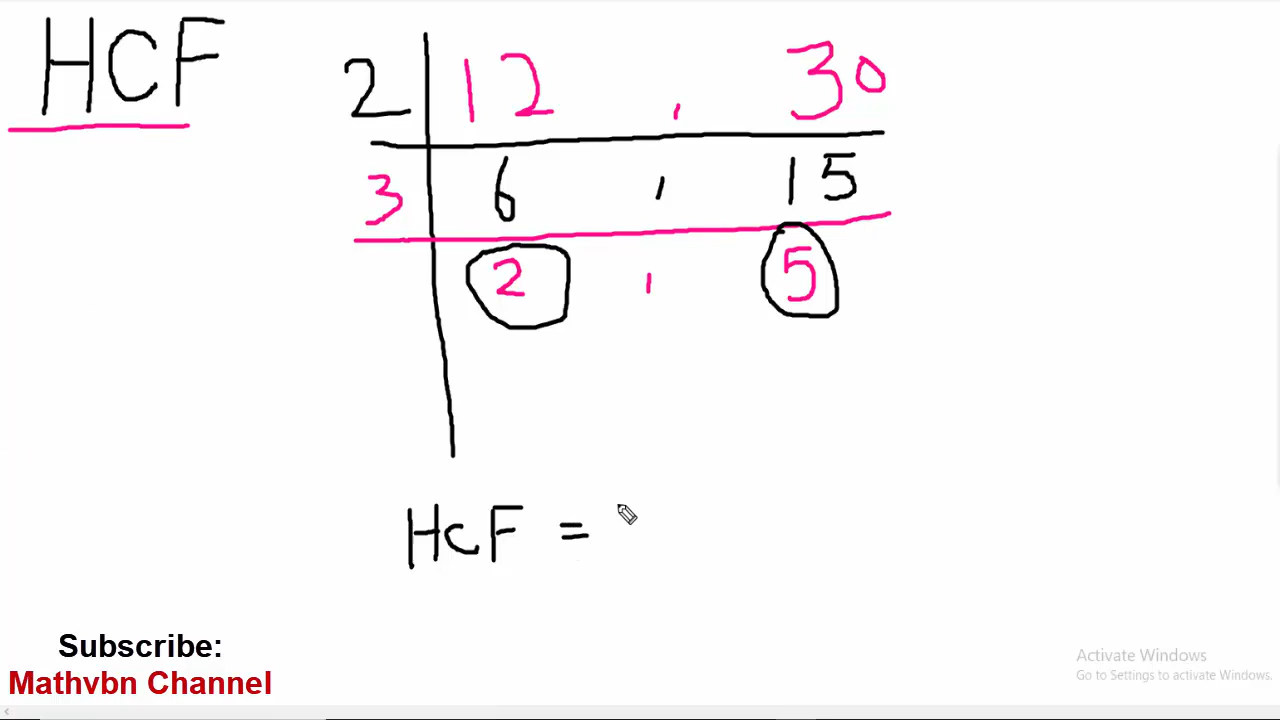 HCF
2 12 , 30
3 6 , 15
2 , 5
HCF =
Subscribe:
Mathvbn Channel
Activate Windows
Go to Settings to activate Windows.